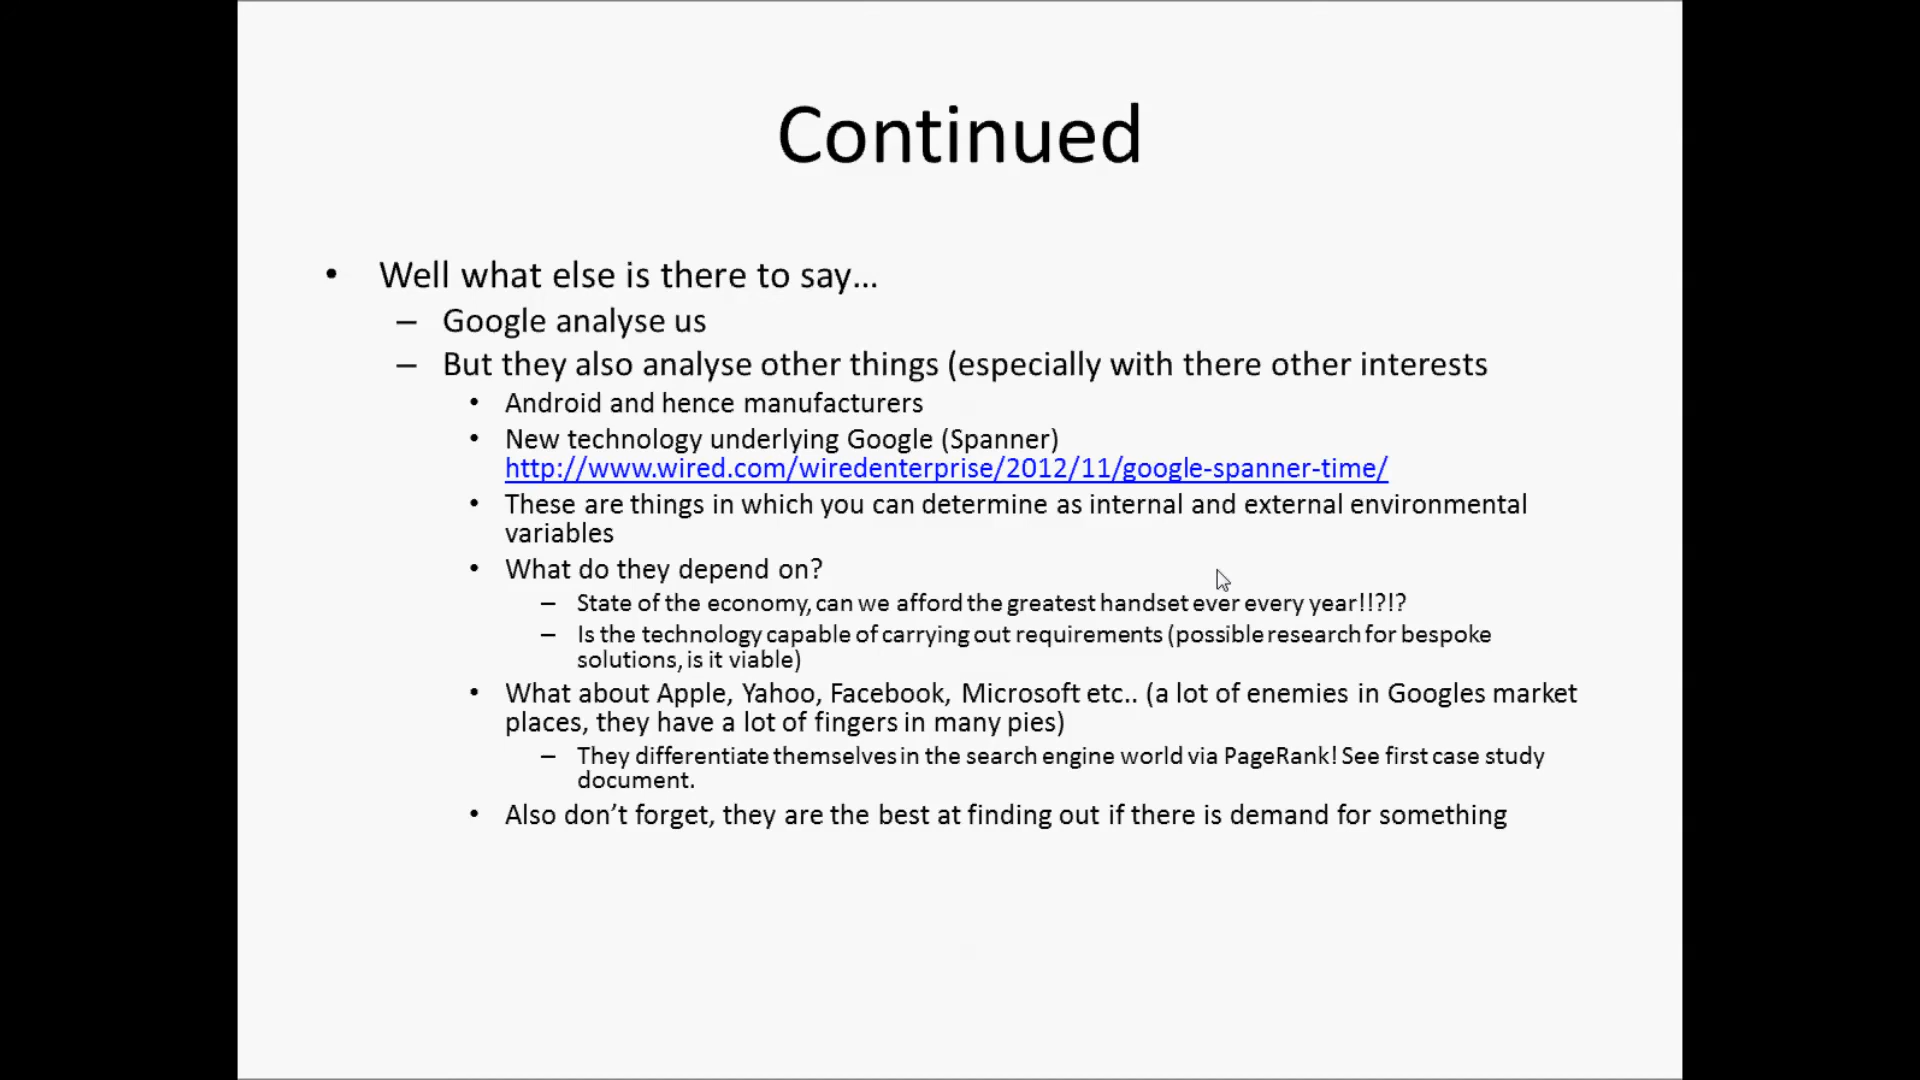 Continued
• Well what else is there to say...
– Google analyse us
– But they also analyse other things (especially with there other interests
• Android and hence manufacturers
• New technology underlying Google (Spanner)
http://www.wired.com/wiredenterprise/2012/11/google-spanner-time/
• These are things in which you can determine as internal and external environmental
variables
• What do they depend on?
– State of the economy, can we afford the greatest handset ever every year!!?!?
– Is the technology capable of carrying out requirements (possible research for bespoke
solutions, is it viable)
• What about Apple, Yahoo, Facebook, Microsoft etc.. (a lot of enemies in Googles market
places, they have a lot of fingers in many pies)
– They differentiate themselves in the search engine world via PageRank! See first case study
document.
• Also don’t forget, they are the best at finding out if there is demand for something